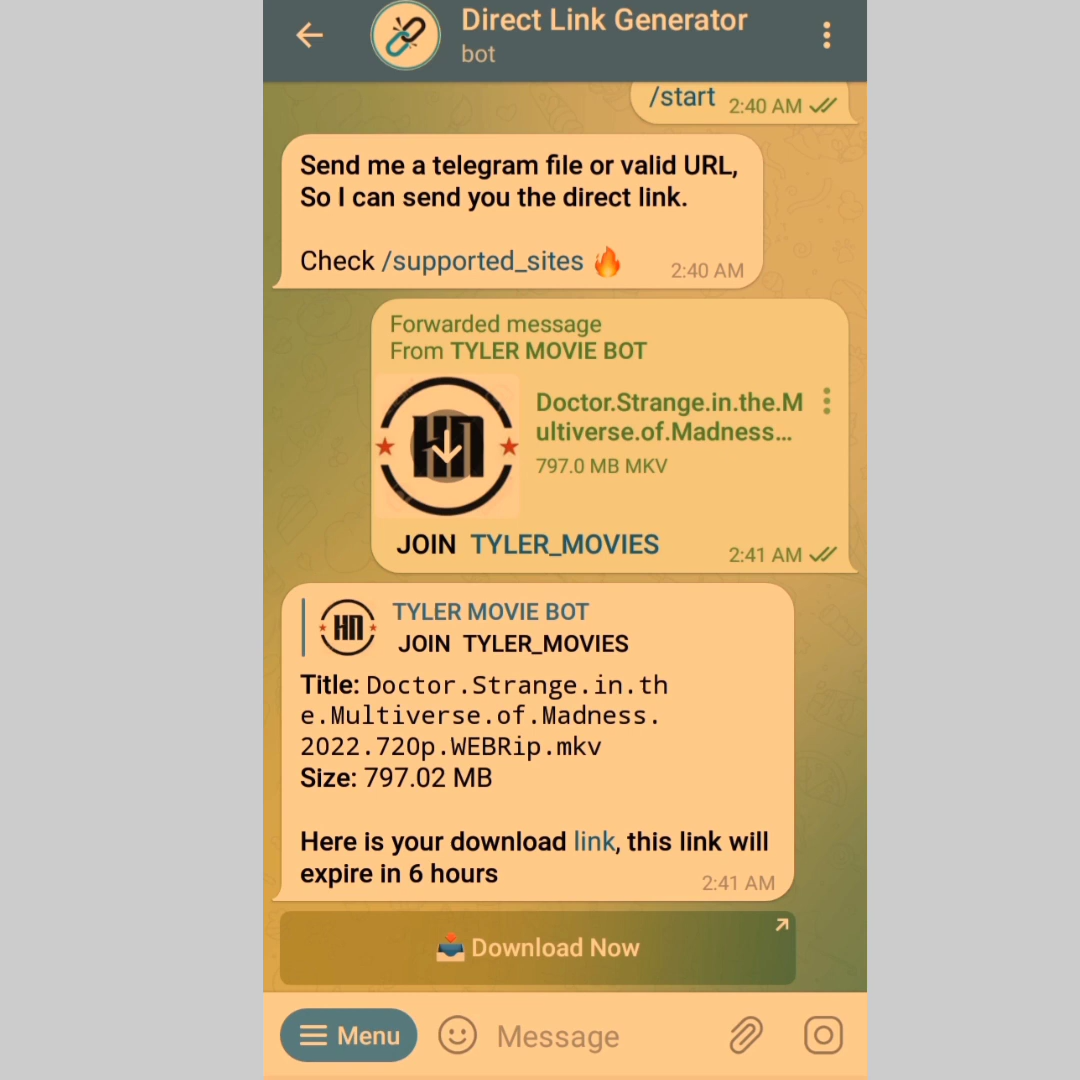 Direct Link Generator
bot
/start 2:40 AM
Send me a telegram file or valid URL,
So I can send you the direct link.
Check /supported_sites 🔥 2:40 AM
Forwarded message
From TYLER MOVIE BOT
Doctor.Strange.in.the.M
ultiverse.of.Madness...
797.0 MB MKV
JOIN TYLER_MOVIES
2:41 AM
HN
TYLER MOVIE BOT
JOIN TYLER_MOVIES
Title: Doctor.Strange.in.th
e.Multiverse.of.Madness.
2022.720p.WEBRip.mkv
Size: 797.02 MB
Here is your download link, this link will
expire in 6 hours
2:41 AM
📥 Download Now
Menu
Message